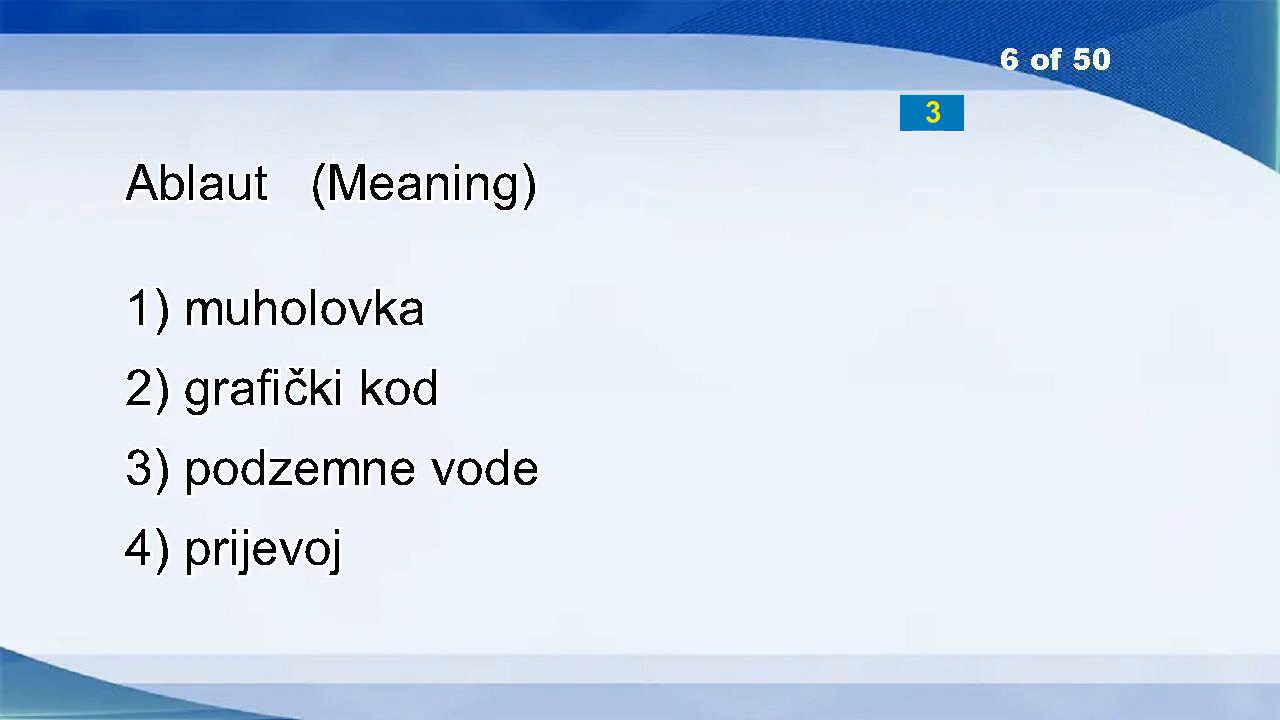 6 of 50
3
Ablaut (Meaning)
1) muholovka
2) grafički kod
3) podzemne vode
4) prijevoj